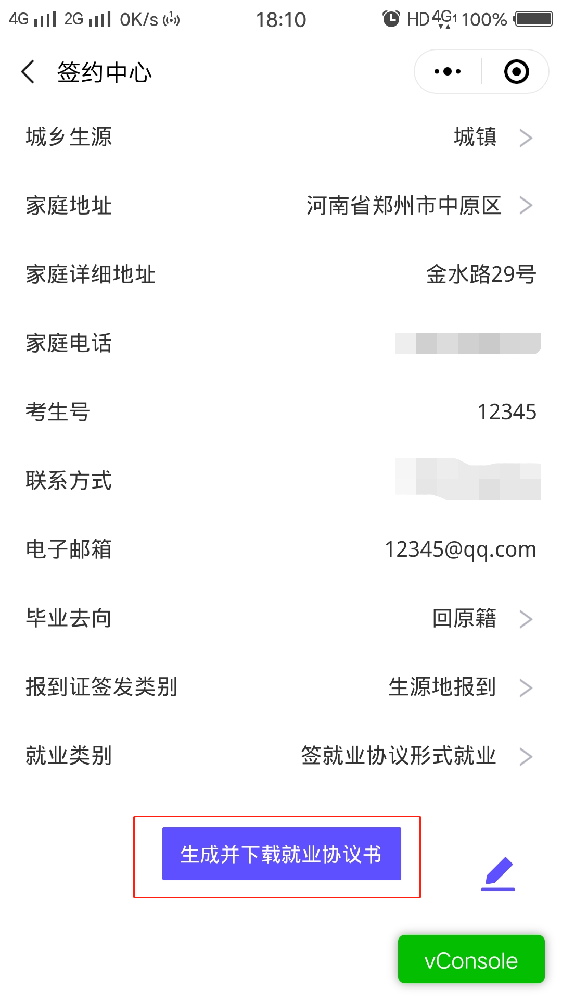 4G 2G 0K/s 18:10 HD 4G 1 100%
签约中心
城乡生源 城镇
家庭地址 河南省郑州市中原区
家庭详细地址 金水路29号
家庭电话
考生号 12345
联系方式
电子邮箱 12345@qq.com
毕业去向 回原籍
报到证签发类别 生源地报到
就业类别 签就业协议形式就业
生成并下载就业协议书
vConsole